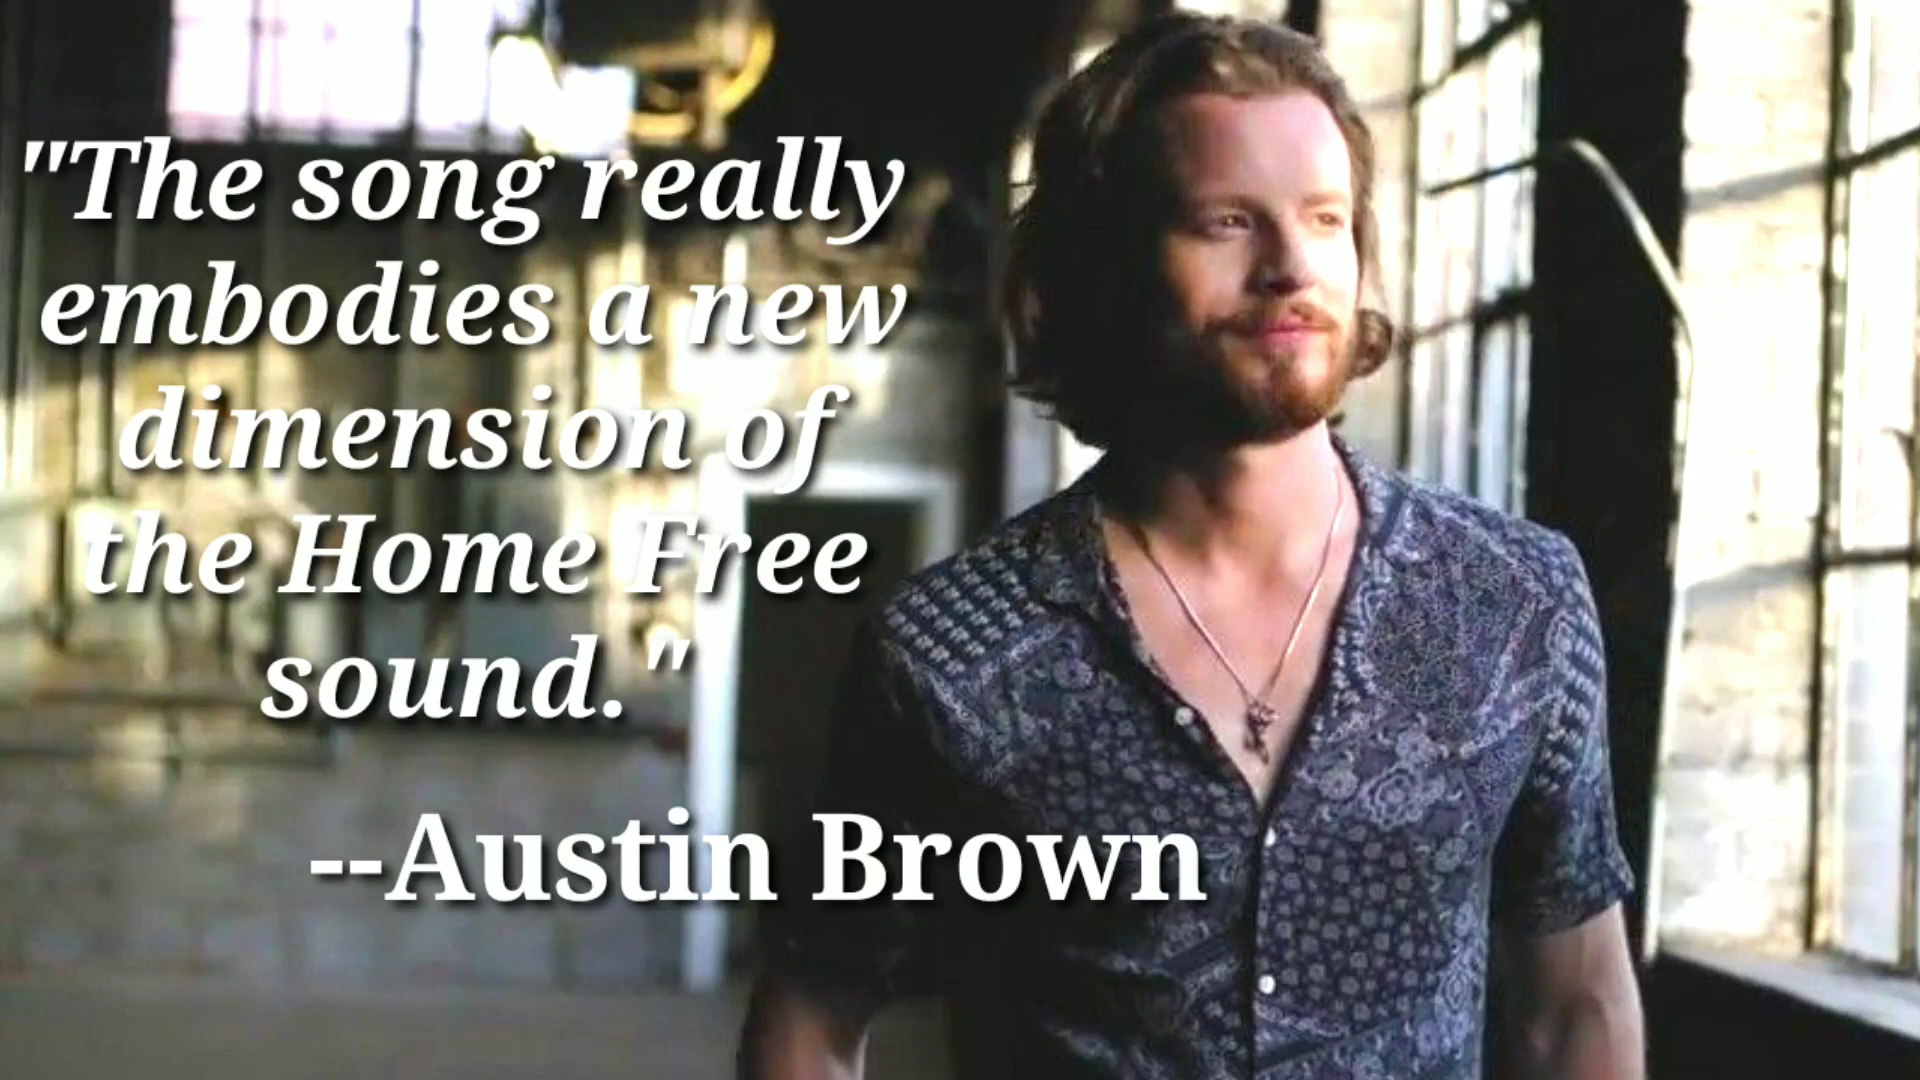 "The song really
embodies a new
dimension of
the Home Free
sound."
--Austin Brown